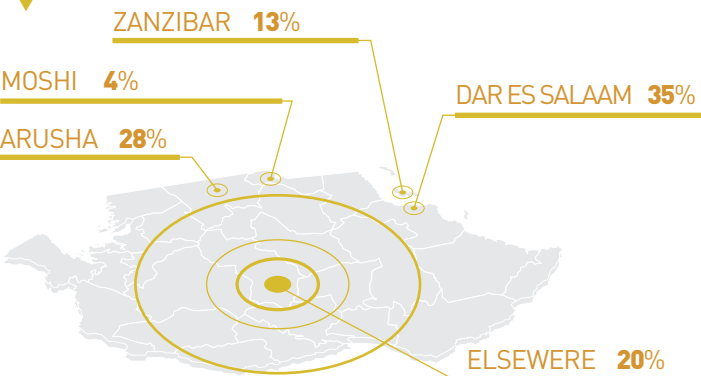 ZANZIBAR 13%
MOSHI 4%
DAR ES SALAAM 35%
ARUSHA 28%
ELSEWERE 20%